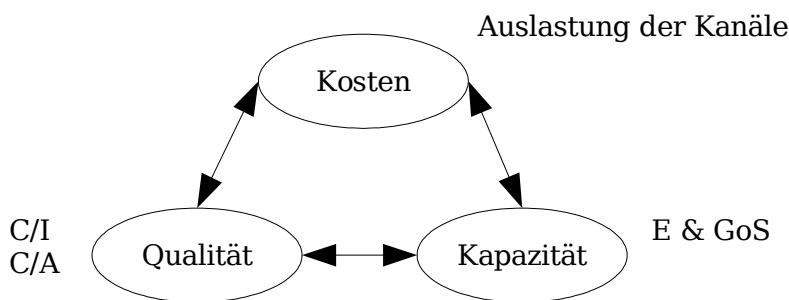 Auslastung der Kanäle
Kosten
C/I
C/A
Qualität
Kapazität
E & GoS